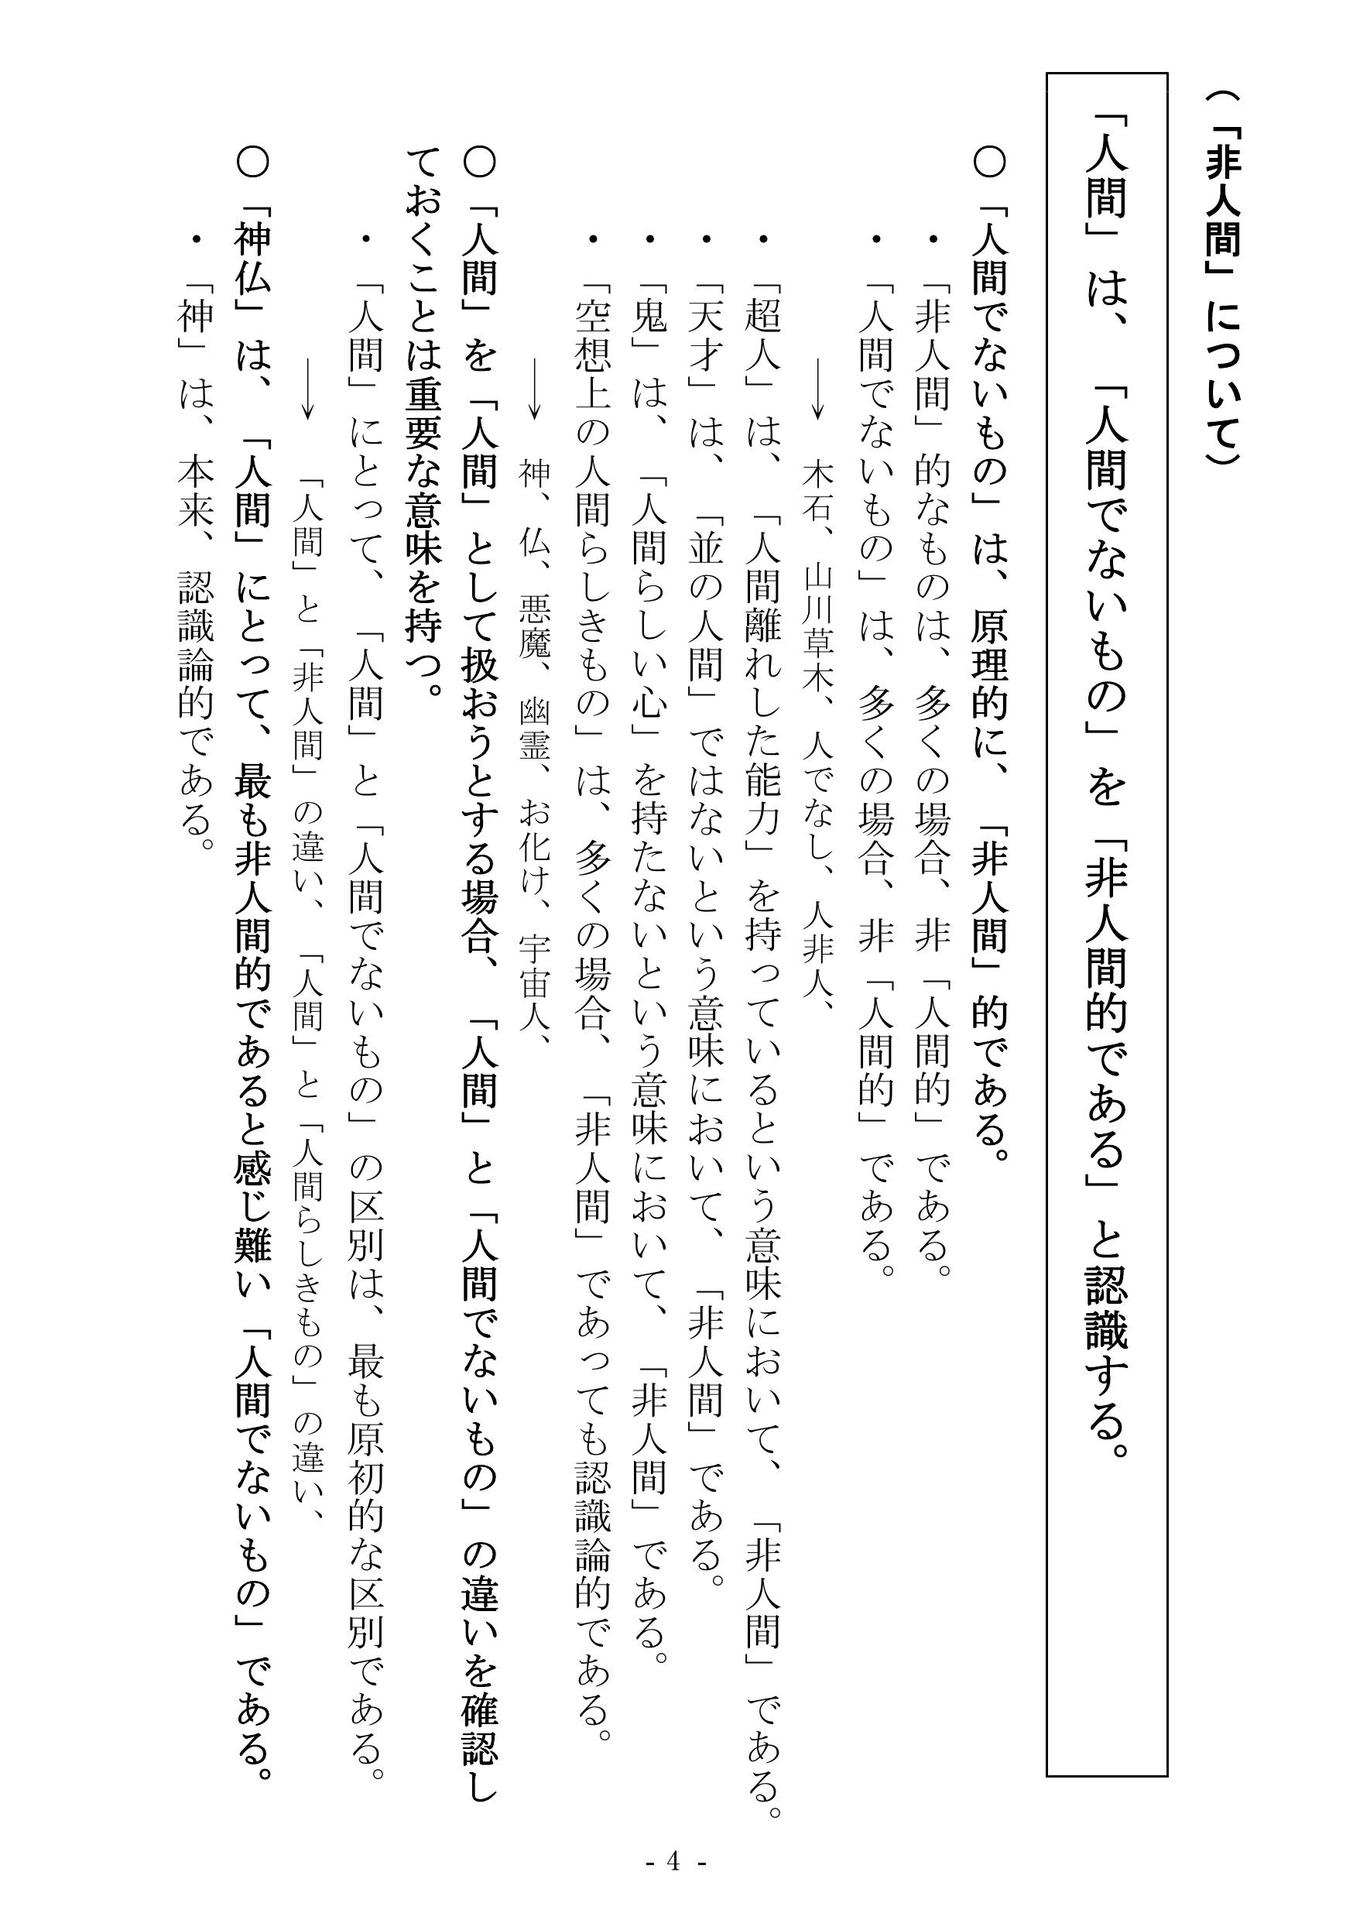 （「非人間」について）
「人間」は、「人間でないもの」を「非人間的である」と認識する。
○「人間でないもの」は、原理的に、「非人間」的である。
・「非人間」的なものは、多くの場合、非「人間的」である。
・「人間でないもの」は、多くの場合、非「人間的」である。
→　木石、山川草木、人でなし、人非人、
・「超人」は、「人間離れした能力」を持っているという意味において、「非人間」である。
・「天才」は、「並の人間」ではないという意味において、「非人間」である。
・「鬼」は、「人間らしい心」を持たないという意味において、「非人間」である。
・「空想上の人間らしきもの」は、多くの場合、「非人間」であっても認識論的である。
→　神、仏、悪魔、幽霊、お化け、宇宙人、
○「人間」を「人間」として扱おうとする場合、「人間」と「人間でないもの」の違いを確認し
ておくことは重要な意味を持つ。
・「人間」にとって、「人間」と「人間でないもの」の区別は、最も原初的な区別である。
→　「人間」と「非人間」の違い、「人間」と「人間らしきもの」の違い、
○「神仏」は、「人間」にとって、最も非人間的であると感じ難い「人間でないもの」である。
・「神」は、本来、認識論的である。
- 4 -